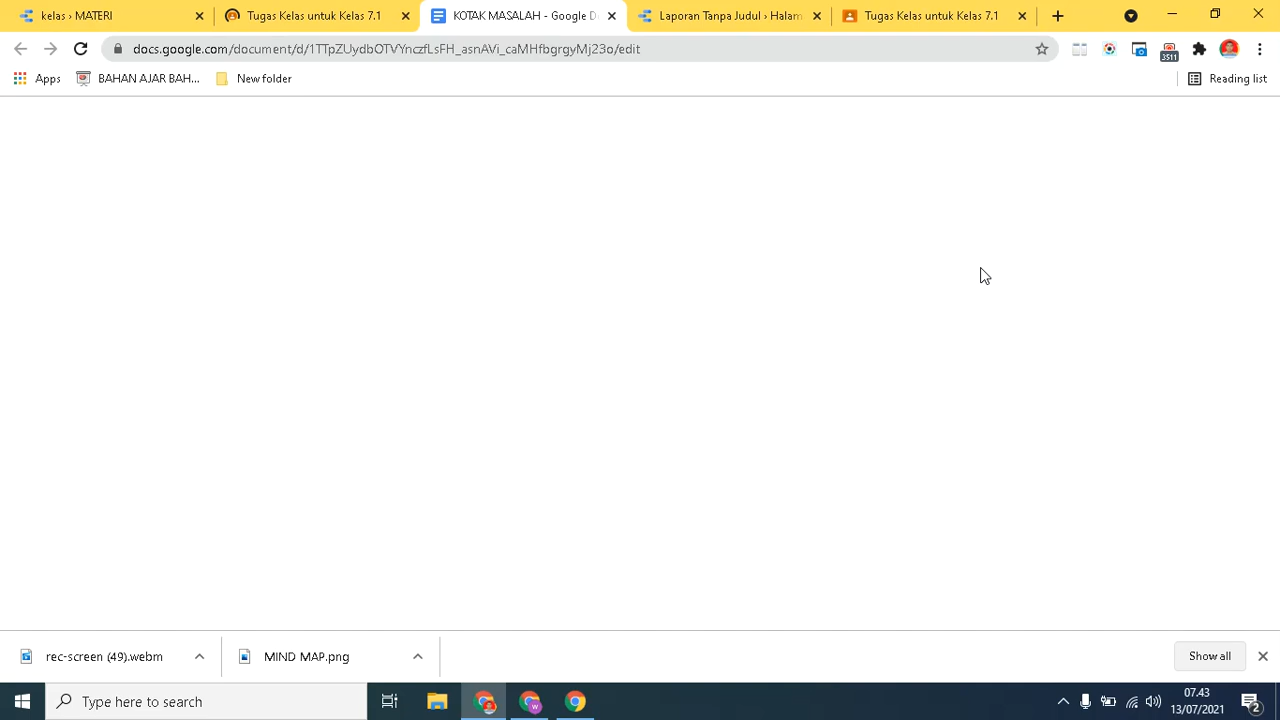 kelas › MATERI
Tugas Kelas untuk Kelas 7.1
KOTAK MASALAH - Google D
Laporan Tanpa Judul › Halam
Tugas Kelas untuk Kelas 7.1
docs.google.com/document/d/1TTpZUydbOTVYnczfLsFH_asnAVi_caMHfbgrgyMj23o/edit
3511
Apps
BAHAN AJAR BAH...
New folder
Reading list
rec-screen (49).webm
MIND MAP.png
Show all
Type here to search
W
07.43
13/07/2021
2